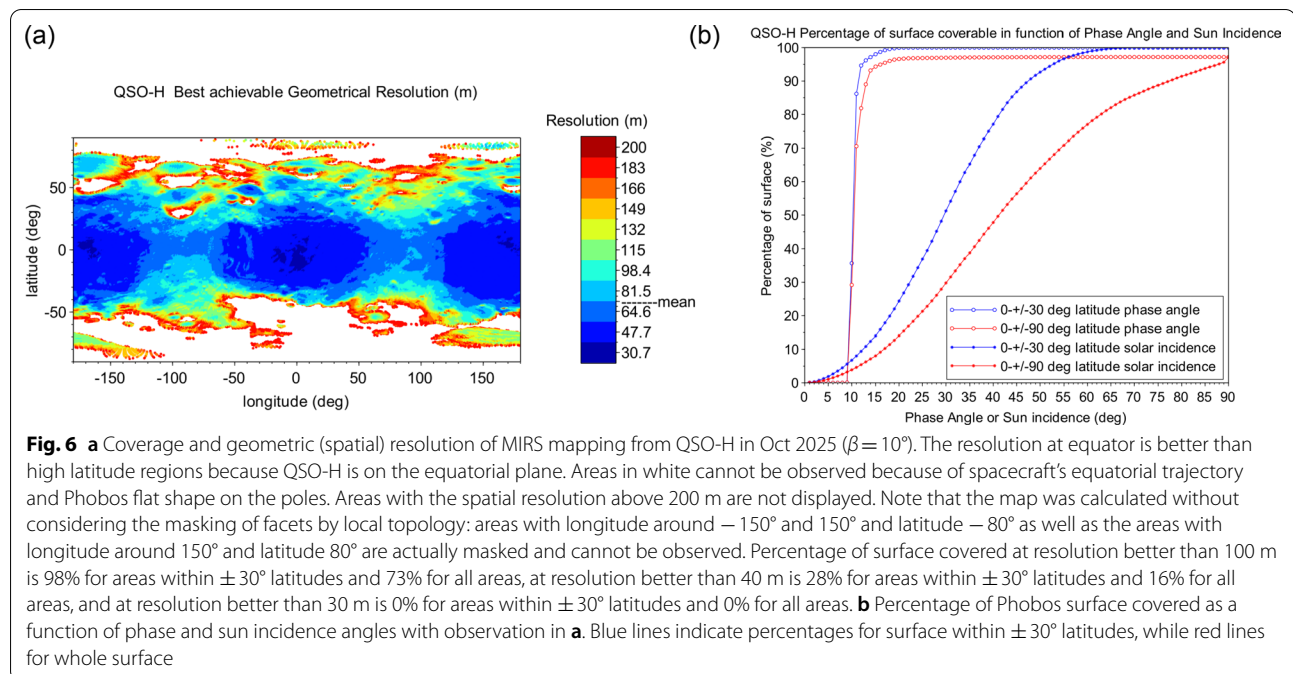 (a)
QSO-H Best achievable Geometrical Resolution (m)
Resolution (m)
200
183
166
149
132
115
98.4
81.5
------mean
64.6
47.7
30.7
50
0
-50
latitude (deg)
-150 -100 -50 0 50 100 150
longitude (deg)
(b)
QSO-H Percentage of surface coverable in function of Phase Angle and Sun Incidence
100
90
80
70
60
50
40
30
20
10
0
Percentage of surface (%)
0-+/-30 deg latitude phase angle
0-+/-90 deg latitude phase angle
0-+/-30 deg latitude solar incidence
0-+/-90 deg latitude solar incidence
0 5 10 15 20 25 30 35 40 45 50 55 60 65 70 75 80 85 90
Phase Angle or Sun incidence (deg)
Fig. 6 a Coverage and geometric (spatial) resolution of MIRS mapping from QSO-H in Oct 2025 (β = 10°). The resolution at equator is better than
high latitude regions because QSO-H is on the equatorial plane. Areas in white cannot be observed because of spacecraft's equatorial trajectory
and Phobos flat shape on the poles. Areas with the spatial resolution above 200 m are not displayed. Note that the map was calculated without
considering the masking of facets by local topology: areas with longitude around − 150° and 150° and latitude − 80° as well as the areas with
longitude around 150° and latitude 80° are actually masked and cannot be observed. Percentage of surface covered at resolution better than 100 m
is 98% for areas within ± 30° latitudes and 73% for all areas, at resolution better than 40 m is 28% for areas within ± 30° latitudes and 16% for all
areas, and at resolution better than 30 m is 0% for areas within ± 30° latitudes and 0% for all areas. b Percentage of Phobos surface covered as a
function of phase and sun incidence angles with observation in a. Blue lines indicate percentages for surface within ± 30° latitudes, while red lines
for whole surface